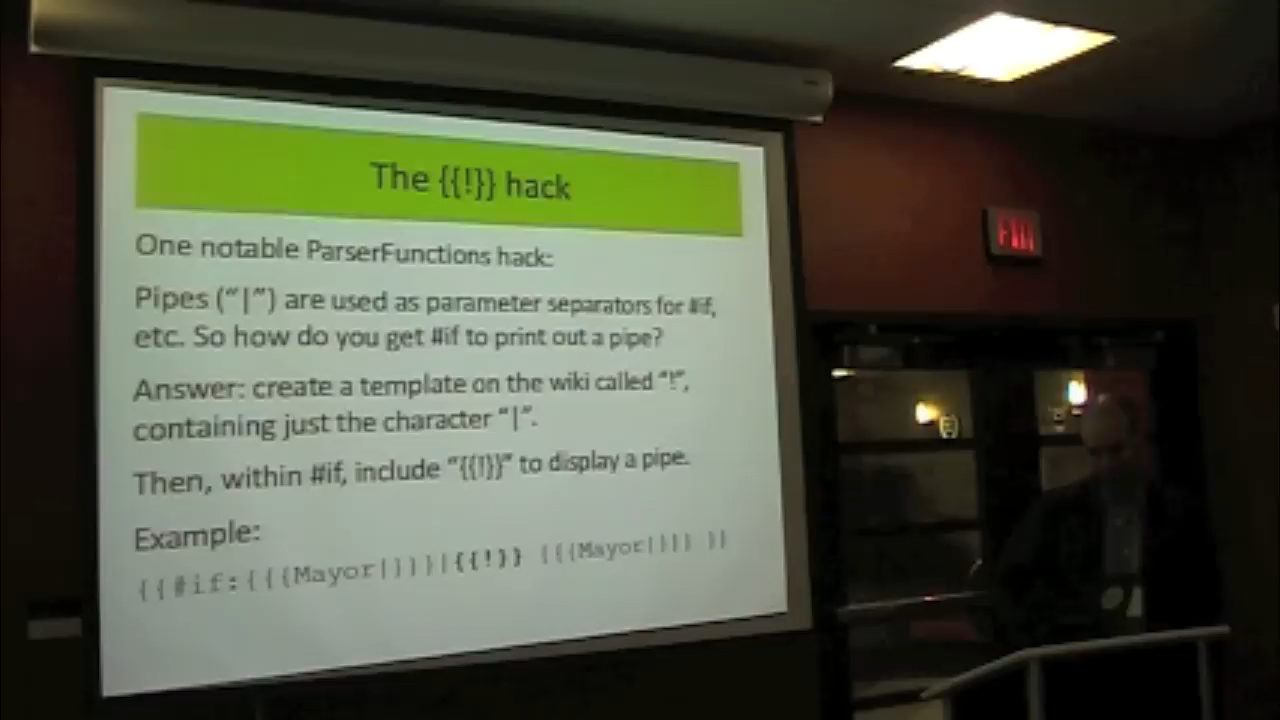 The {{!}} hack
One notable ParserFunctions hack:
Pipes (“|”) are used as parameter separators for #if,
etc. So how do you get #if to print out a pipe?
Answer: create a template on the wiki called “!”,
containing just the character “|”.
Then, within #if, include “{{!}}” to display a pipe.
Example:
{{#if:{{{Mayor|}}}|{{!}} {{{Mayor|}}} }}
EXIT